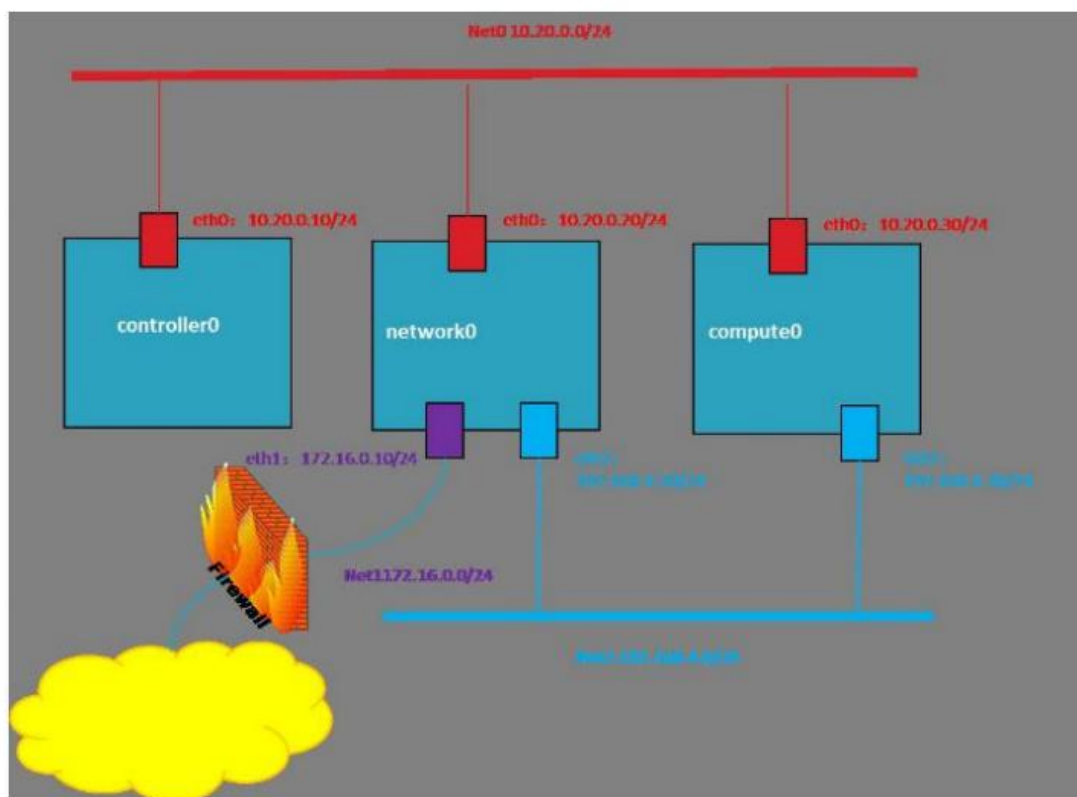 Net0 10.20.0.0/24
eth0：10.20.0.10/24
eth0：10.20.0.20/24
eth0：10.20.0.30/24
controller0
network0
compute0
eth1：172.16.0.10/24
Firewall
Net1172.16.0.0/24